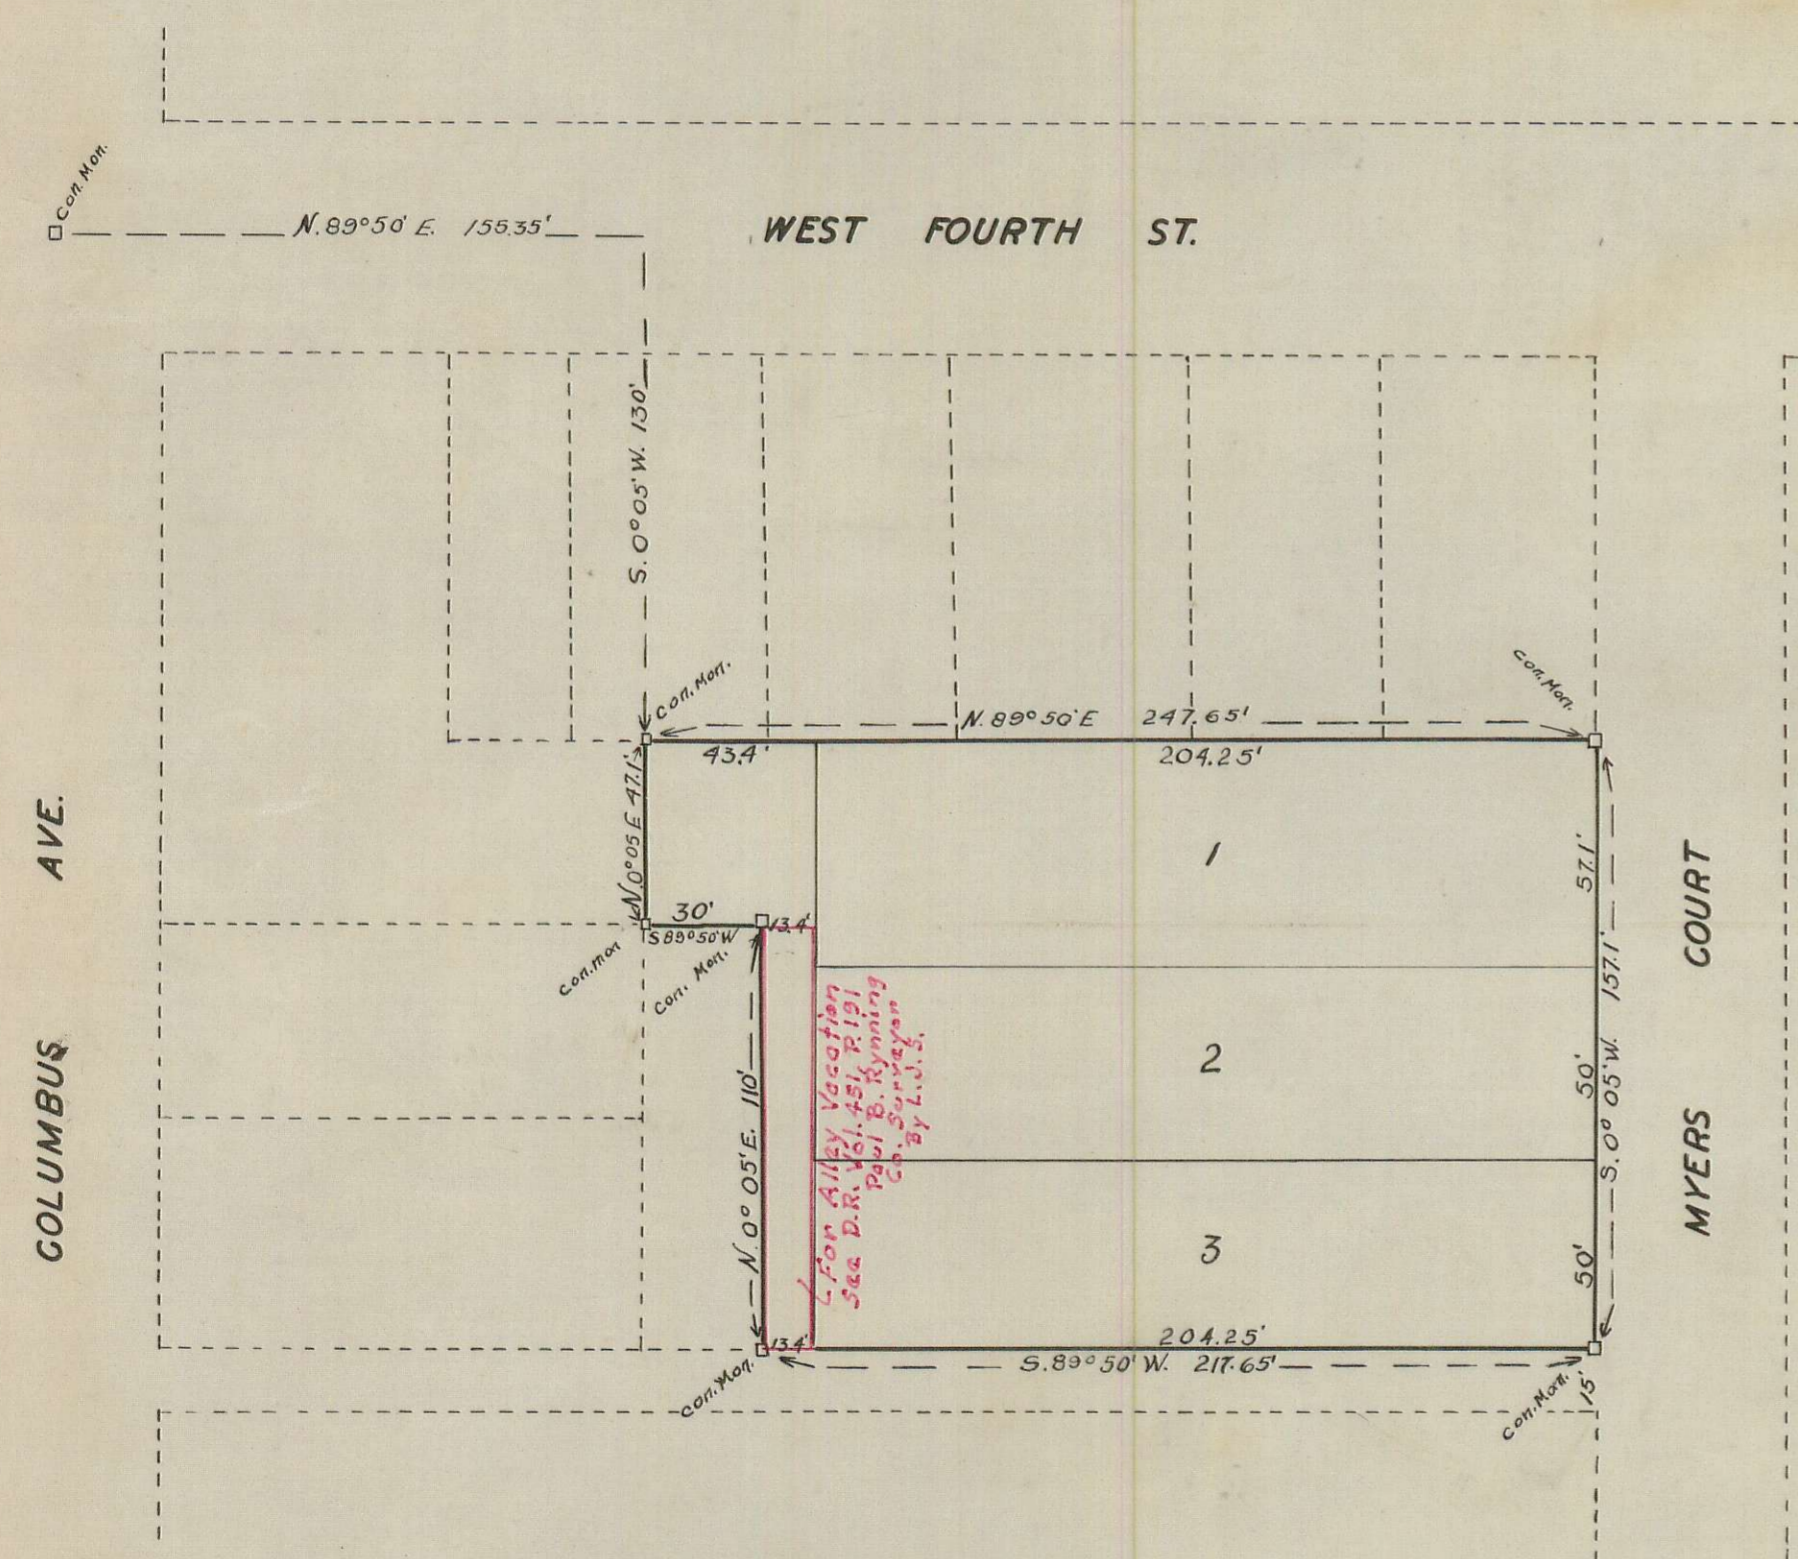 Con. Mon.
N. 89°50' E. 155.35'
WEST FOURTH ST.
S. 0°05' W. 130'
Con. Mon.
Con. Mon.
N. 89°50' E 247.65'
43.4'
204.25'
N. 0°05 E 47.1'
1
57.1'
30'
13.4'
S 89°50' W
Con. Mon
Con. Mon.
COLUMBUS AVE.
MYERS COURT
S. 0° 05' W. 157.1'
N. 0° 05' E. 110'
For Alley Vacation
See D.R. Vol. 451, P. 191
Paul B. Rynning
Co. Surveyor
By L.J.S.
2
50'
3
50'
13.4'
204.25'
S. 89°50' W. 217.65'
Con. Mon.
Con. Mon.
15'